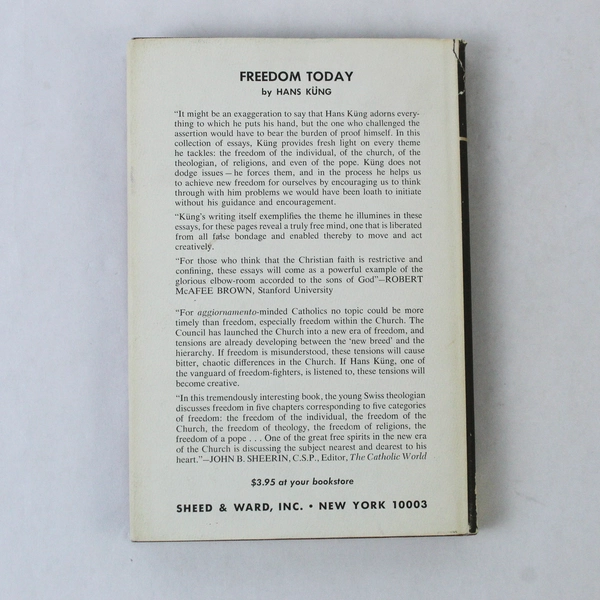 FREEDOM TODAY
by HANS KÜNG
“It might be an exaggeration to say that Hans Küng adorns every-
thing to which he puts his hand, but the one who challenged the
assertion would have to bear the burden of proof himself. In this
collection of essays, Küng provides fresh light on every theme
he tackles: the freedom of the individual, of the church, of the
theologian, of religions, and even of the pope. Küng does not
dodge issues—he forces them, and in the process he helps us
to achieve new freedom for ourselves by encouraging us to think
through with him problems we would have been loath to initiate
without his guidance and encouragement.
“Küng's writing itself exemplifies the theme he illumines in these
essays, for these pages reveal a truly free mind, one that is liberated
from all false bondage and enabled thereby to move and act
creatively.
“For those who think that the Christian faith is restrictive and
confining, these essays will come as a powerful example of the
glorious elbow-room accorded to the sons of God”—ROBERT
McAFEE BROWN, Stanford University
“For aggiornamento-minded Catholics no topic could be more
timely than freedom, especially freedom within the Church. The
Council has launched the Church into a new era of freedom, and
tensions are already developing between the ‘new breed’ and the
hierarchy. If freedom is misunderstood, these tensions will cause
bitter, chaotic differences in the Church. If Hans Küng, one of
the vanguard of freedom-fighters, is listened to, these tensions will
become creative.
“In this tremendously interesting book, the young Swiss theologian
discusses freedom in five chapters corresponding to five categories
of freedom: the freedom of the individual, the freedom of the
Church, the freedom of theology, the freedom of religions, the
freedom of a pope . . . One of the great free spirits in the new era
of the Church is discussing the subject nearest and dearest to his
heart.”—JOHN B. SHEERIN, C.S.P., Editor, The Catholic World
$3.95 at your bookstore
SHEED & WARD, INC. • NEW YORK 10003